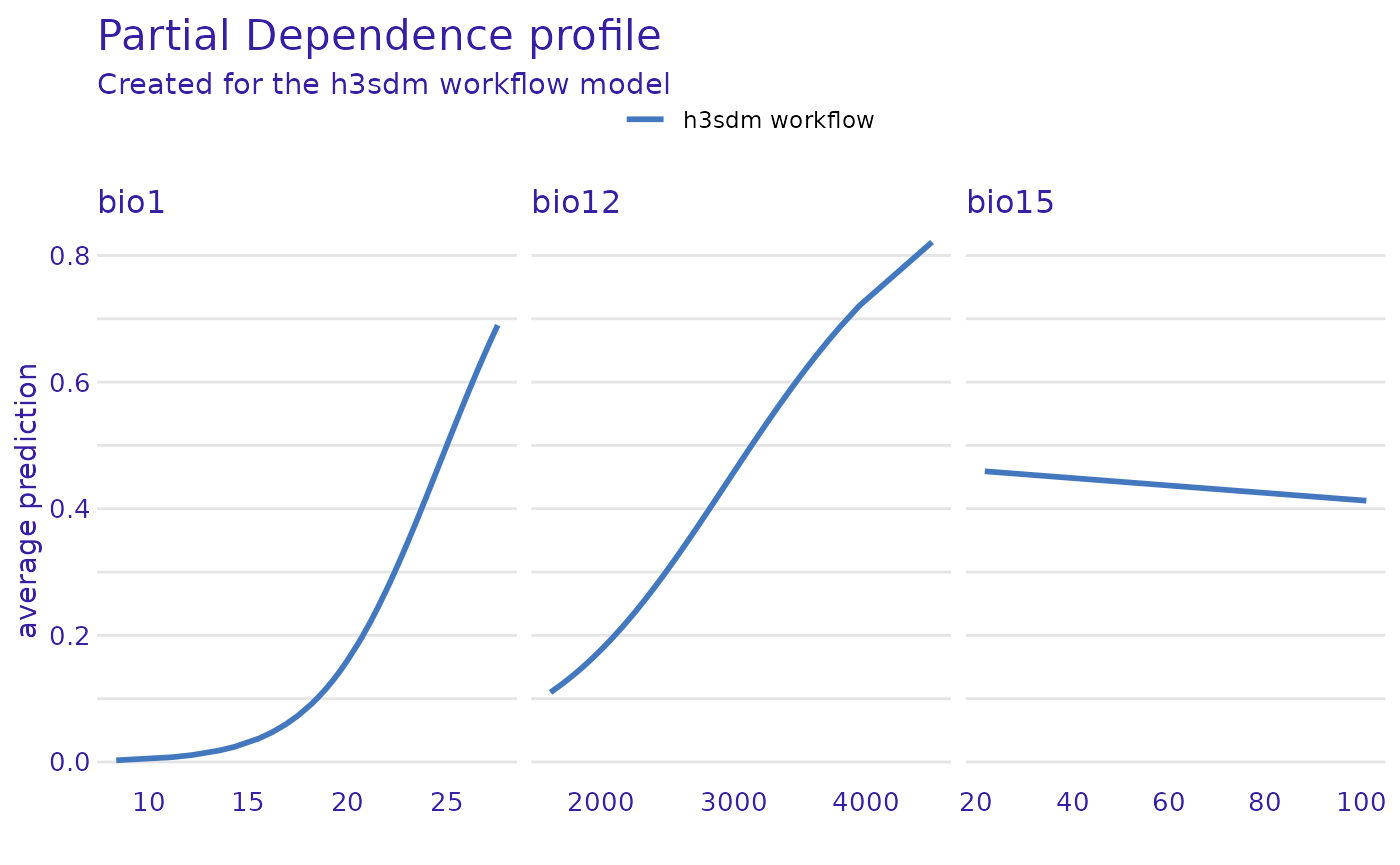 Partial Dependence profile
Created for the h3sdm workflow model
h3sdm workflow
bio1
bio12
bio15
average prediction
0.8
0.6
0.4
0.2
0.0
10 15 20 25
2000 3000 4000
20 40 60 80 100